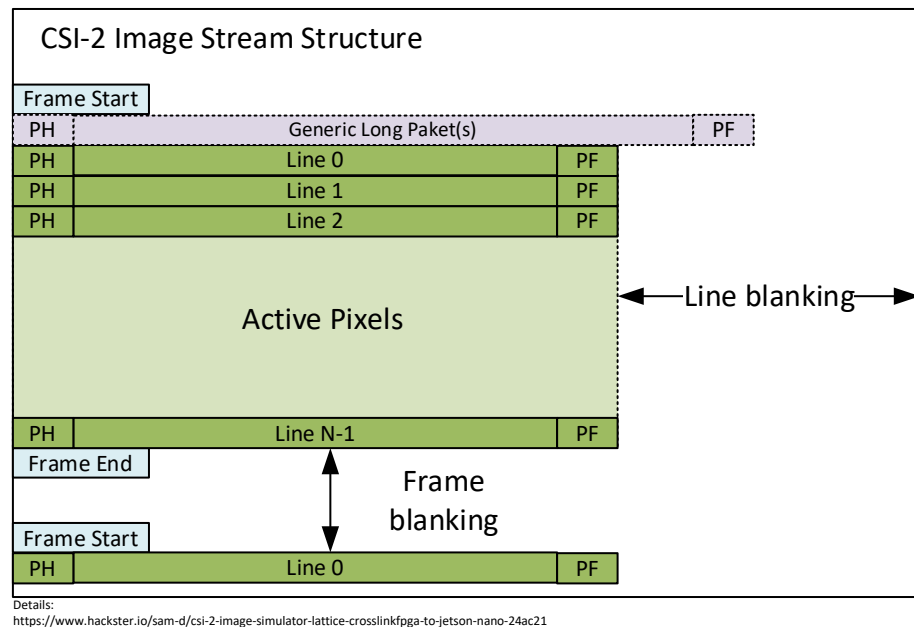 CSI-2 Image Stream Structure
Frame Start
PH Generic Long Paket(s) PF
PH Line 0 PF
PH Line 1 PF
PH Line 2 PF
Line blanking
Active Pixels
PH Line N-1 PF
Frame End
Frame
blanking
Frame Start
PH Line 0 PF
Details:
https://www.hackster.io/sam-d/csi-2-image-simulator-lattice-crosslinkfpga-to-jetson-nano-24ac21